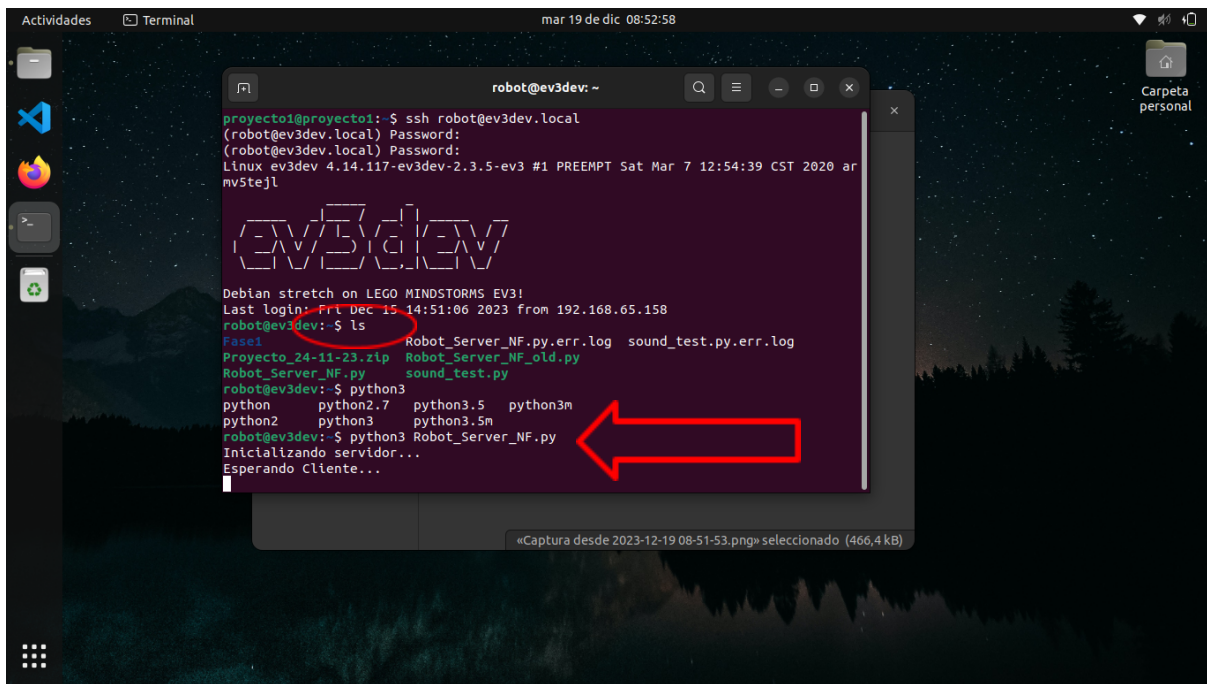 Actividades
Terminal
mar 19 de dic 08:52:58
Carpeta
personal
robot@ev3dev: ~
proyecto1@proyecto1:~$ ssh robot@ev3dev.local
(robot@ev3dev.local) Password:
(robot@ev3dev.local) Password:
Linux ev3dev 4.14.117-ev3dev-2.3.5-ev3 #1 PREEMPT Sat Mar 7 12:54:39 CST 2020 ar
mv5tejl
ev3dev
Debian stretch on LEGO MINDSTORMS EV3!
Last login: Fri Dec 15 14:51:06 2023 from 192.168.65.158
robot@ev3dev:~$ ls
Fase1 Robot_Server_NF.py.err.log sound_test.py.err.log
Proyecto_24-11-23.zip Robot_Server_NF_old.py
Robot_Server_NF.py sound_test.py
robot@ev3dev:~$ python3
python python2.7 python3.5 python3m
python2 python3 python3.5m
robot@ev3dev:~$ python3 Robot_Server_NF.py
Inicializando servidor...
Esperando Cliente...
«Captura desde 2023-12-19 08-51-53.png» seleccionado (466,4 kB)